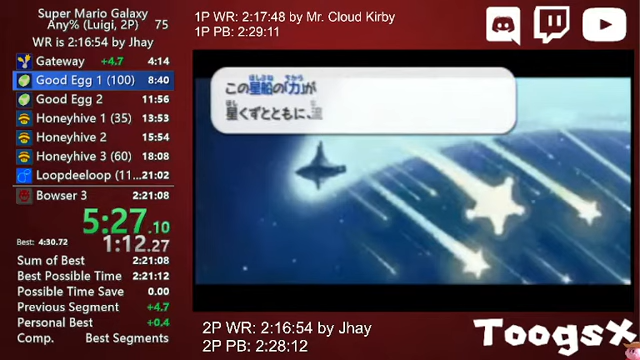 Super Mario Galaxy
Any% (Luigi, 2P) 75
WR is 2:16:54 by Jhay
Gateway +4.7 4:14
Good Egg 1 (100) 8:40
Good Egg 2 11:56
Honeyhive 1 (35) 13:53
Honeyhive 2 15:54
Honeyhive 3 (60) 18:08
Loopdeeloop (11... 21:02
Bowser 3 2:21:08
5:27.10
Best: 4:30.72 1:12.27
Sum of Best 2:21:08
Best Possible Time 2:21:12
Possible Time Save 0.00
Previous Segment +4.7
Personal Best +0.4
Comp. Best Segments
1P WR: 2:17:48 by Mr. Cloud Kirby
1P PB: 2:29:11
この星船の「力」が
星くずとともに、流
2P WR: 2:16:54 by Jhay
2P PB: 2:28:12
ToogsX